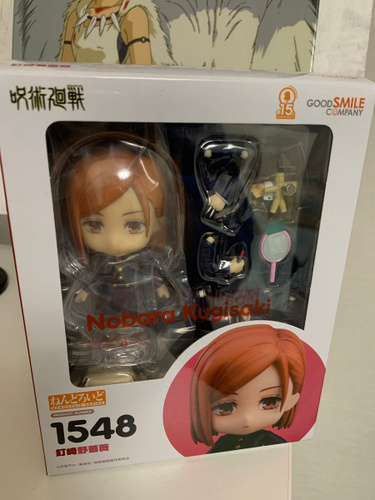 呪術廻戦
15
GOOD SMILE
COMPANY
Nobara Kugisaki
ねんどろいど
1548
釘崎野薔薇